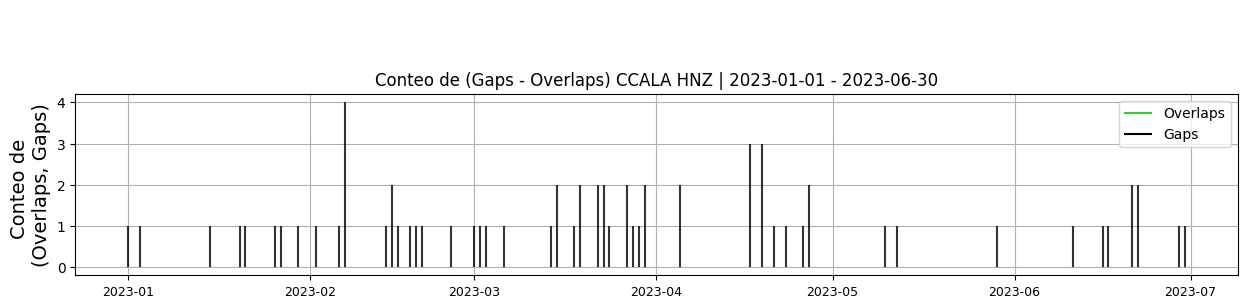 Conteo de (Gaps - Overlaps) CCALA HNZ | 2023-01-01 - 2023-06-30
Conteo de
(Overlaps, Gaps)
4
3
2
1
0
Overlaps
Gaps
2023-01
2023-02
2023-03
2023-04
2023-05
2023-06
2023-07